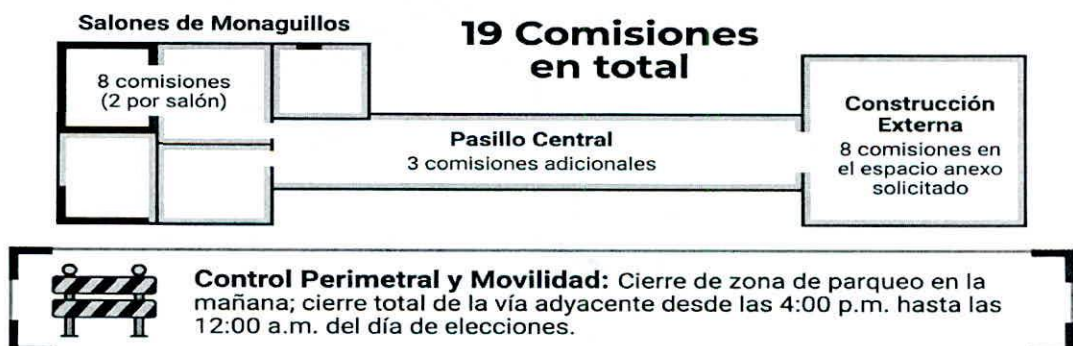 Salones de Monaguillos
19 Comisiones
en total
8 comisiones
(2 por salón)
Pasillo Central
3 comisiones adicionales
Construcción
Externa
8 comisiones en
el espacio anexo
solicitado
Control Perimetral y Movilidad: Cierre de zona de parqueo en la
mañana; cierre total de la vía adyacente desde las 4:00 p.m. hasta las
12:00 a.m. del día de elecciones.